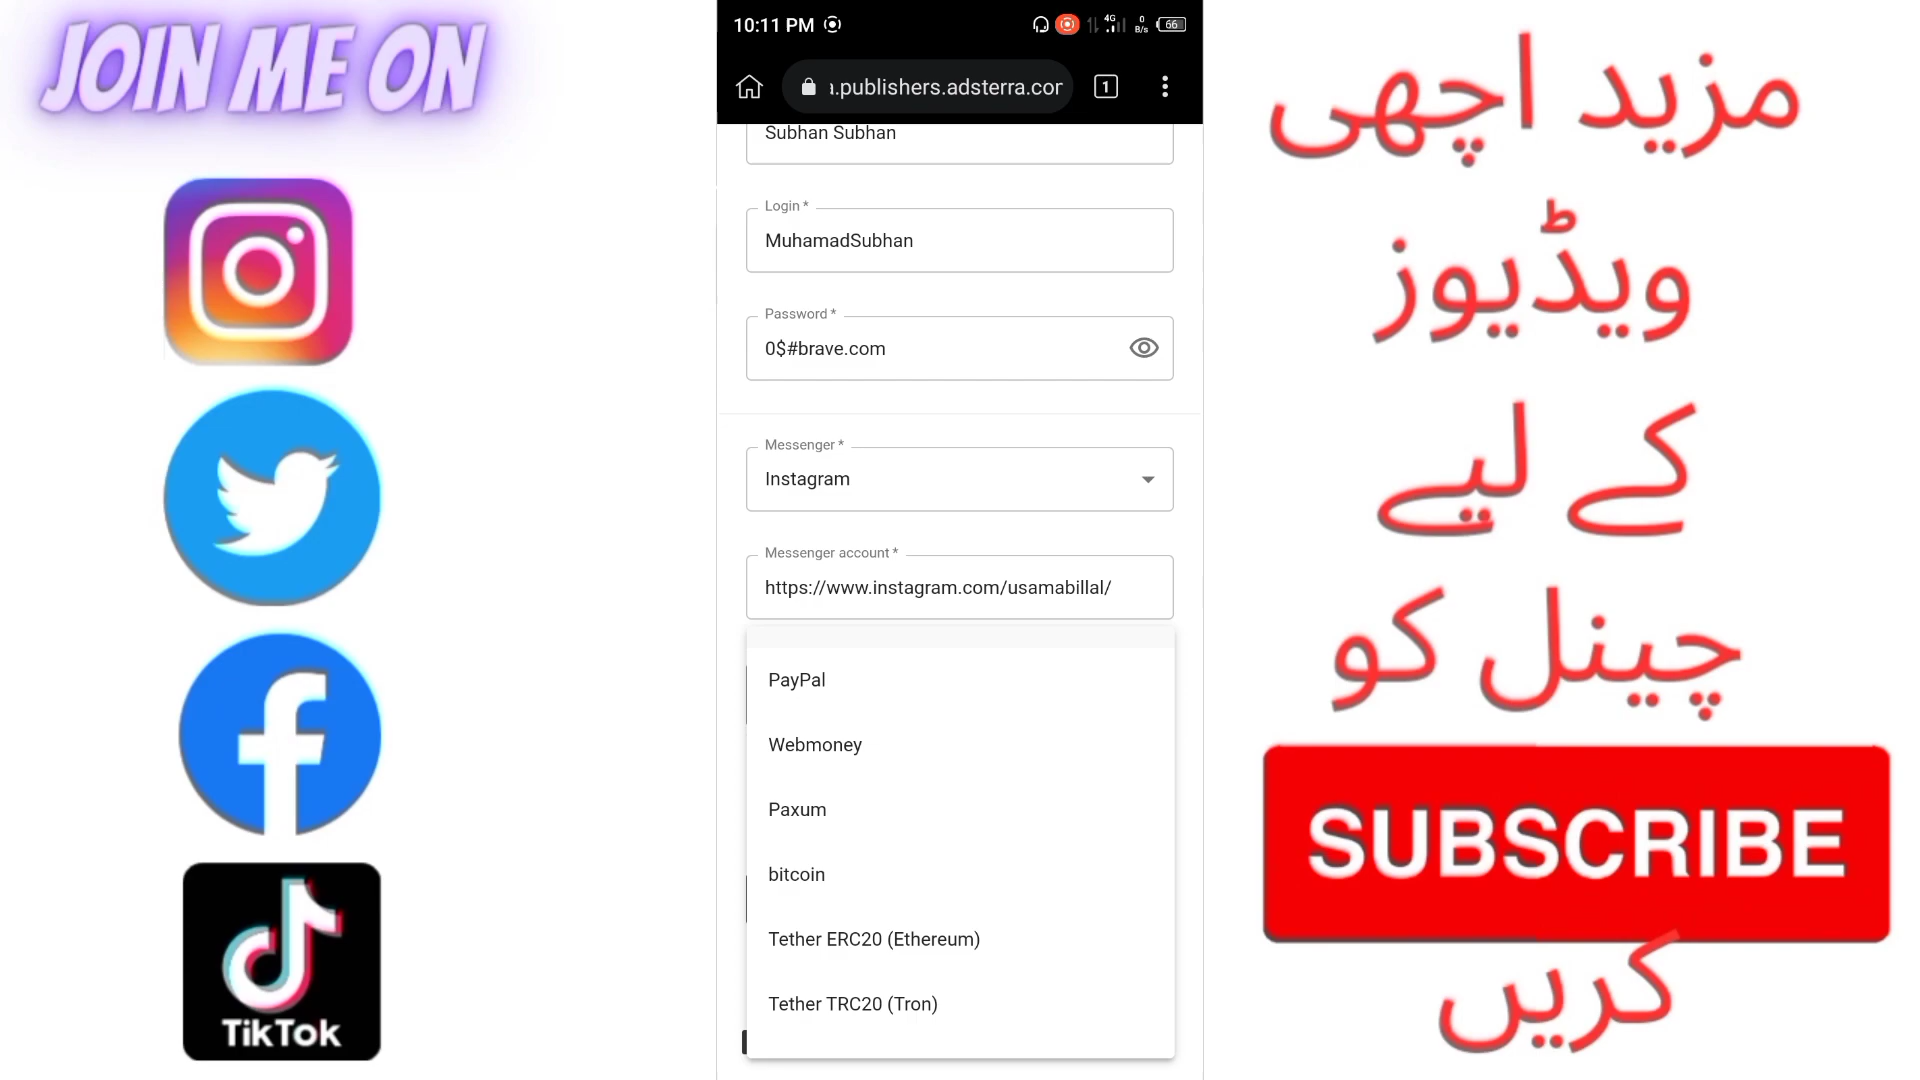 JOIN ME ON
TikTok
10:11 PM
4G
0
B/s
66
a.publishers.adsterra.cor
1
Subhan Subhan
Login *
MuhamadSubhan
Password *
0$#brave.com
Messenger *
Instagram
Messenger account *
https://www.instagram.com/usamabillal/
PayPal
Webmoney
Paxum
bitcoin
Tether ERC20 (Ethereum)
Tether TRC20 (Tron)
مزید اچھی
ویڈیوز
کے لیے
چینل کو
SUBSCRIBE
کریں